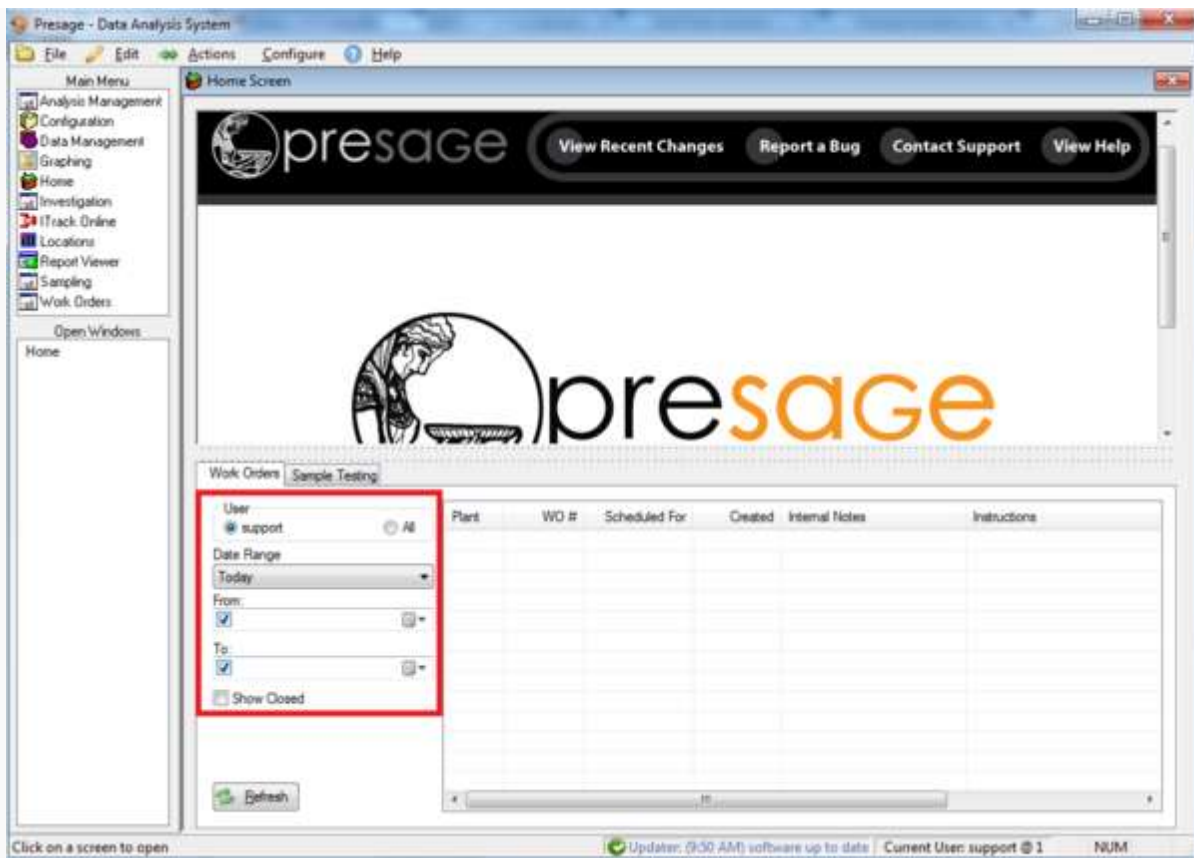 Presage - Data Analysis System
File Edit Actions Configure Help
Main Menu
Analysis Management
Configuration
Data Management
Graphing
Home
Investigation
ITrack Online
Locations
Report Viewer
Sampling
Work Orders
Open Windows
Home
Home Screen
presage View Recent Changes Report a Bug Contact Support View Help
presage
Work Orders Sample Testing
User
support All
Date Range
Today
From:
To:
Show Closed
Refresh
Plant WO # Scheduled For Created Internal Notes Instructions
Click on a screen to open Updater: (9:50 AM) software up to date Current User: support @ 1 NUM